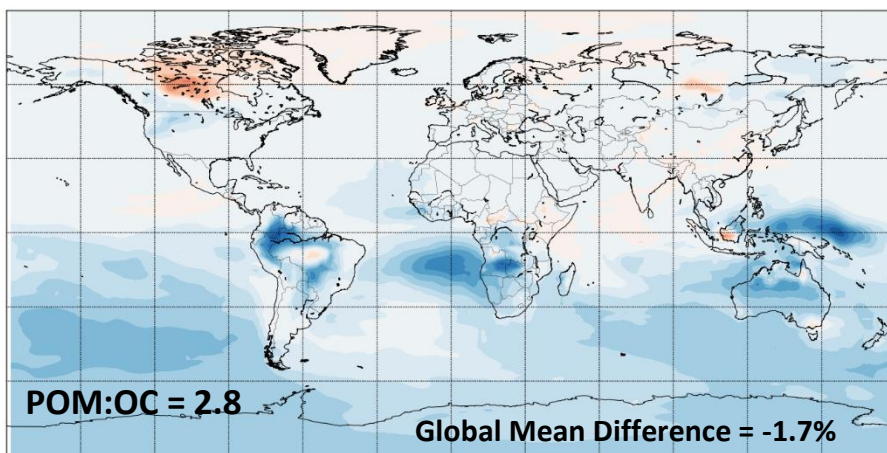 POM:OC = 2.8
Global Mean Difference = -1.7%